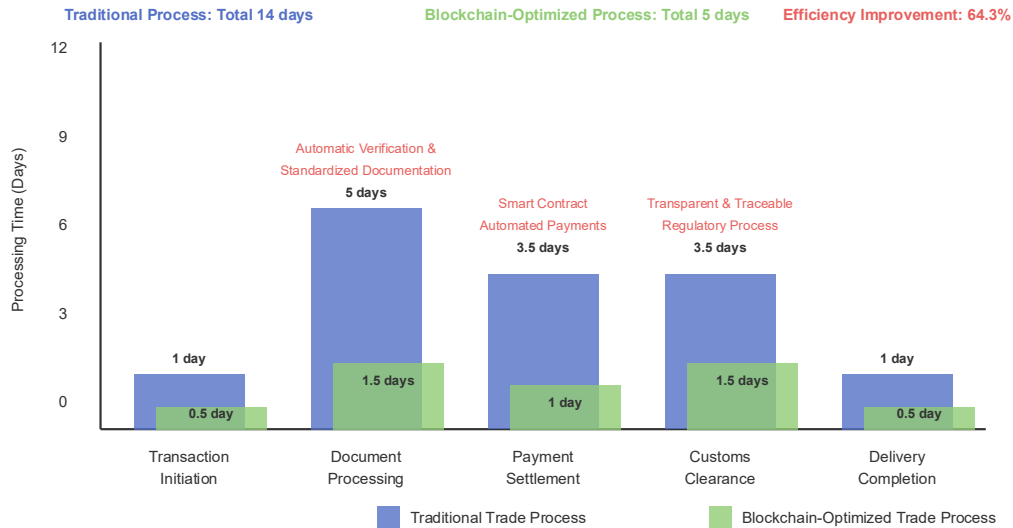 Traditional Process: Total 14 days
Blockchain-Optimized Process: Total 5 days
Efficiency Improvement: 64.3%
12
9
6
3
0
Processing Time (Days)
Automatic Verification &
Standardized Documentation
5 days
Smart Contract
Automated Payments
3.5 days
Transparent & Traceable
Regulatory Process
3.5 days
1 day
1 day
0.5 day
1.5 days
1 day
1.5 days
0.5 day
Transaction
Initiation
Document
Processing
Payment
Settlement
Customs
Clearance
Delivery
Completion
Traditional Trade Process
Blockchain-Optimized Trade Process